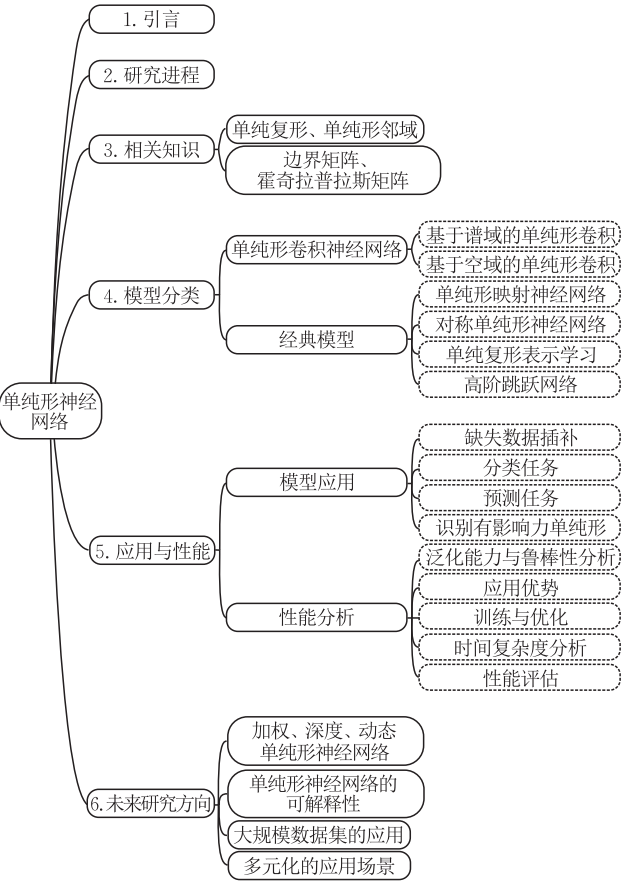 1. 引言
2. 研究进程
3. 相关知识
单纯复形、单纯形邻域
边界矩阵、
霍奇拉普拉斯矩阵
4. 模型分类
单纯形卷积神经网络
基于谱域的单纯形卷积
基于空域的单纯形卷积
经典模型
单纯形映射神经网络
对称单纯形神经网络
单纯复形表示学习
高阶跳跃网络
单纯形神经
网络
5. 应用与性能
模型应用
缺失数据插补
分类任务
预测任务
识别有影响力单纯形
性能分析
泛化能力与鲁棒性分析
应用优势
训练与优化
时间复杂度分析
性能评估
6.未来研究方向
加权、深度、动态
单纯形神经网络
单纯形神经网络的
可解释性
大规模数据集的应用
多元化的应用场景